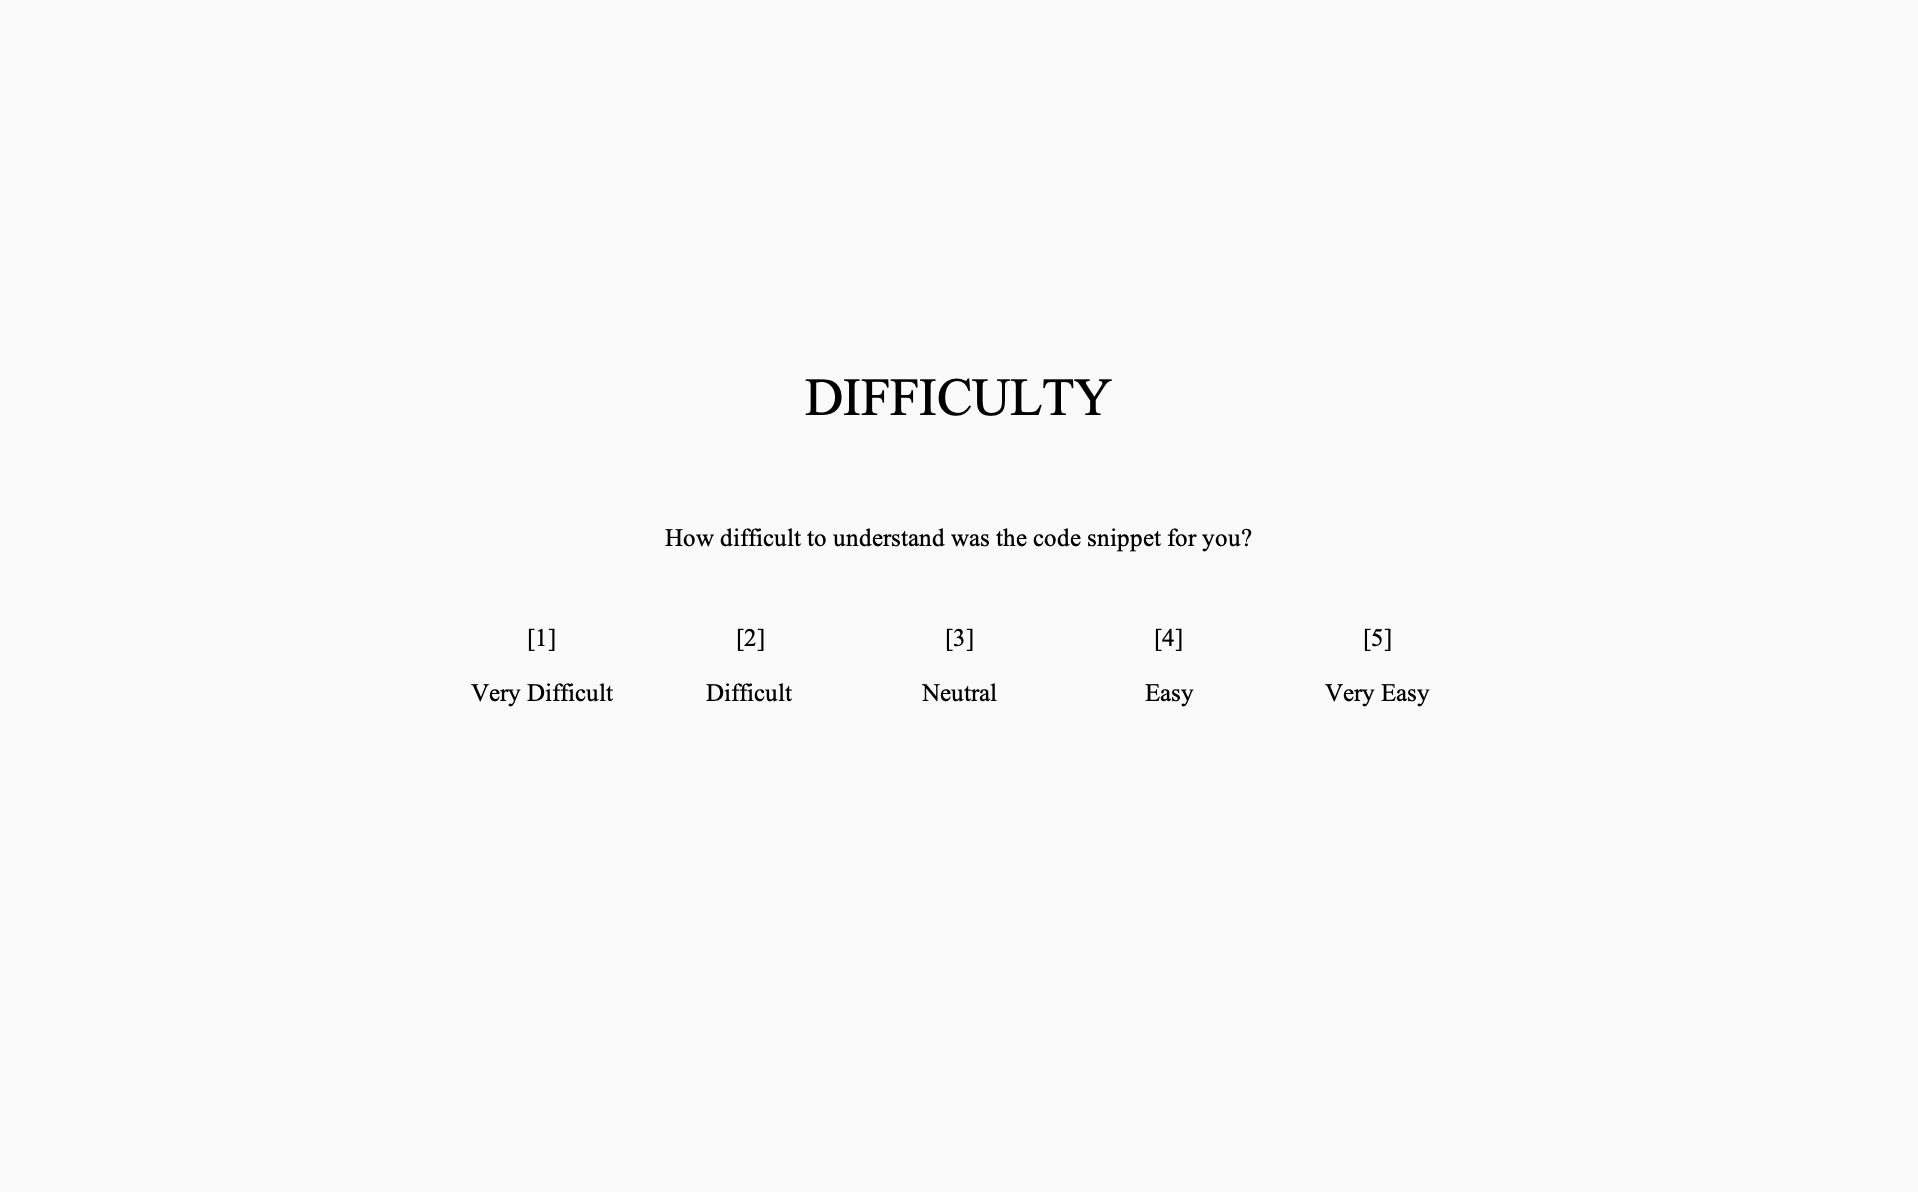 DIFFICULTY
How difficult to understand was the code snippet for you?
[1] [2] [3] [4] [5]
Very Difficult Difficult Neutral Easy Very Easy